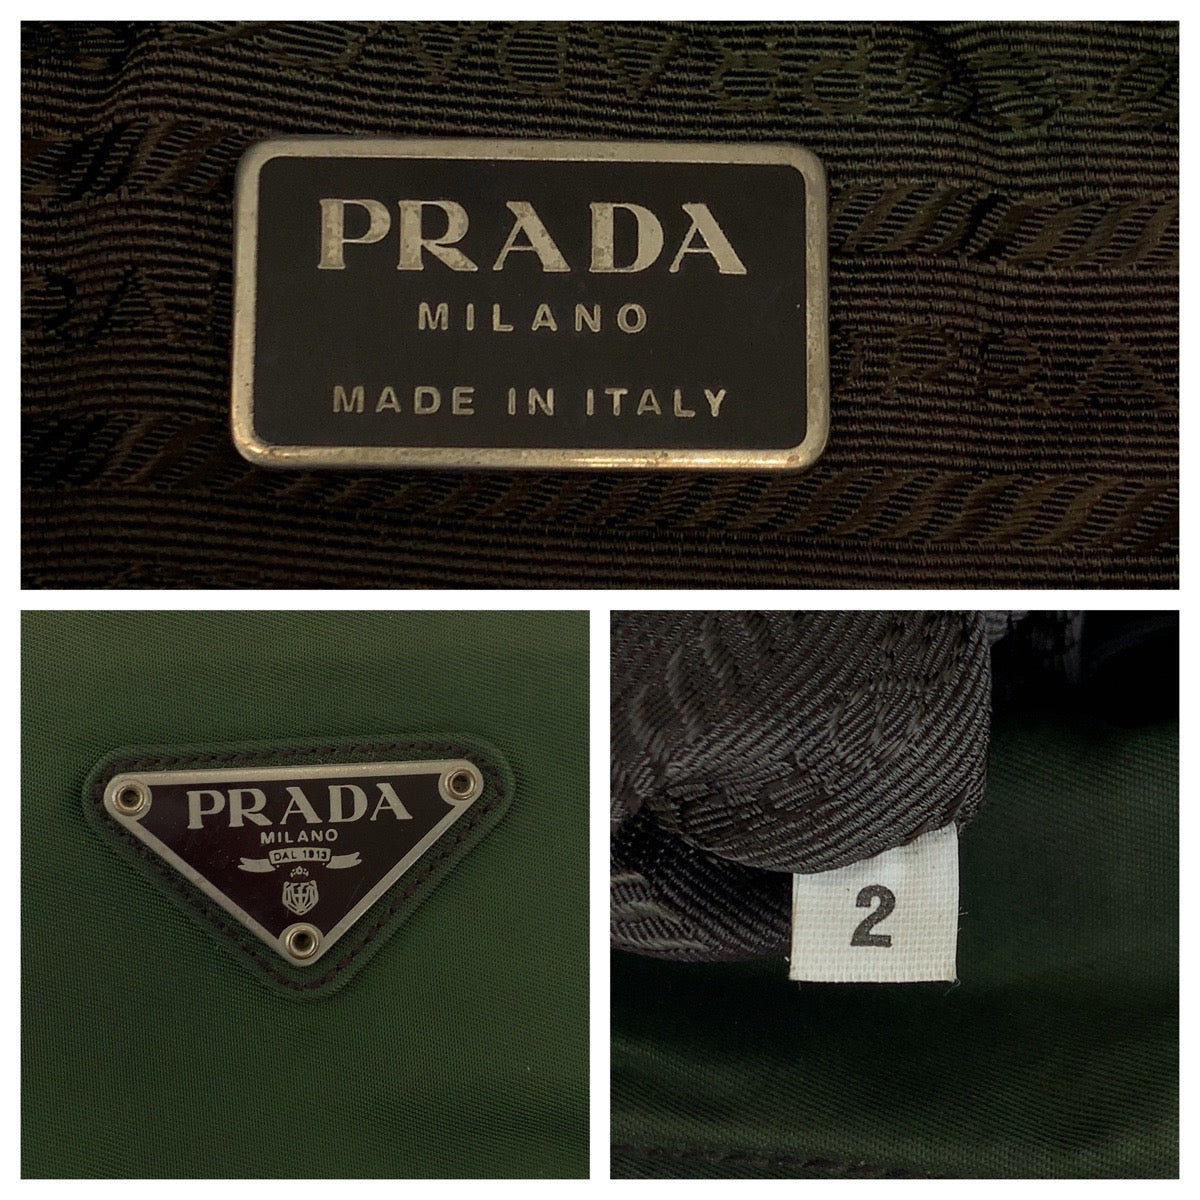 PRADA
MILANO
MADE IN ITALY
PRADA
MILANO
DAL 1913
2